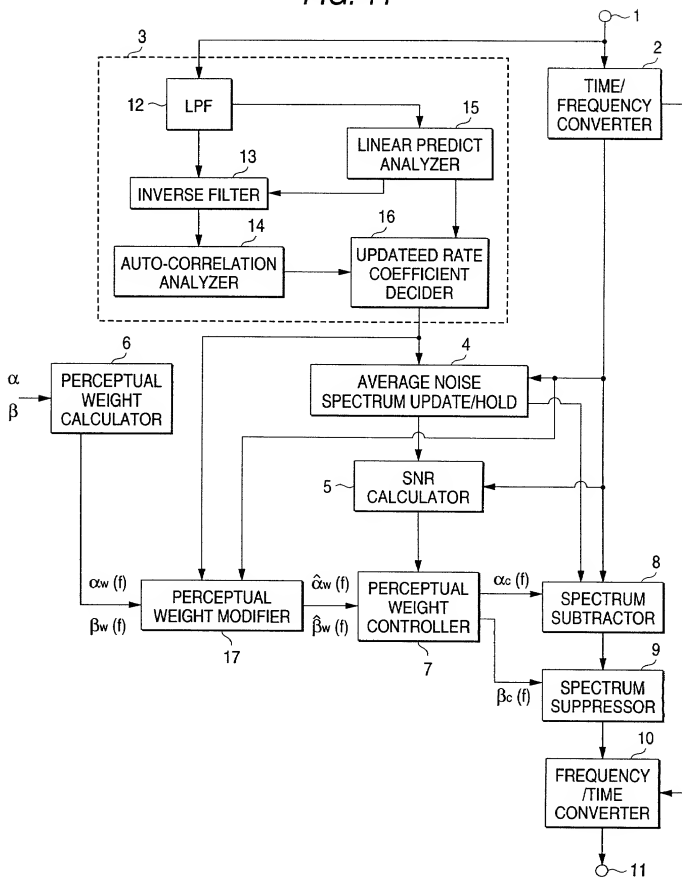 FIG. 11
1
3
2
TIME/
FREQUENCY
CONVERTER
12
LPF
15
LINEAR PREDICT
ANALYZER
13
INVERSE FILTER
14
AUTO-CORRELATION
ANALYZER
16
UPDATEED RATE
COEFFICIENT
DECIDER
6
PERCEPTUAL
WEIGHT
CALCULATOR
α
β
4
AVERAGE NOISE
SPECTRUM UPDATE/HOLD
5
SNR
CALCULATOR
αw (f)
βw (f)
PERCEPTUAL
WEIGHT MODIFIER
17
α̂w (f)
β̂w (f)
PERCEPTUAL
WEIGHT
CONTROLLER
7
αc (f)
βc (f)
8
SPECTRUM
SUBTRACTOR
9
SPECTRUM
SUPPRESSOR
10
FREQUENCY
/TIME
CONVERTER
11